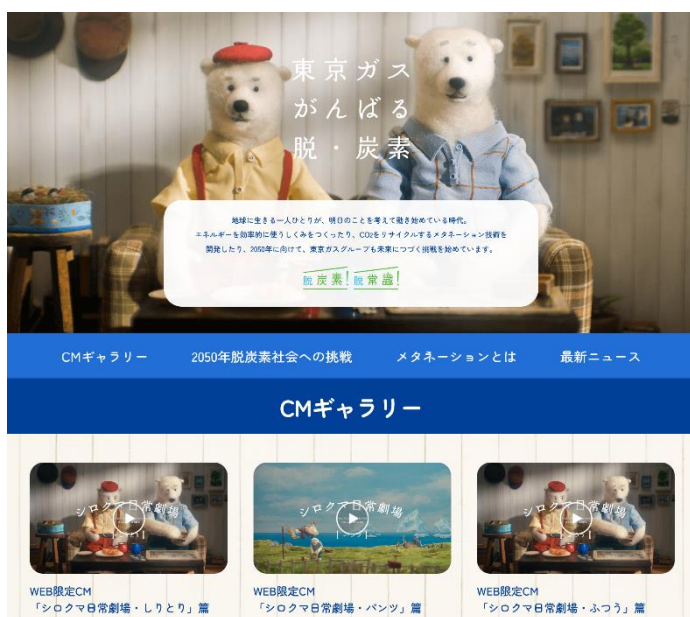 東京ガス
がんばる
脱・炭素
地球に生きる一人ひとりが、明日のことを考えて動き始めている時代。
エネルギーを効率的に使うしくみをつくったり、CO2をリサイクルするメタネーション技術を
開発したり、2050年に向けて、東京ガスグループも未来につづく挑戦を始めています。
脱炭素!脱常識!
CMギャラリー 2050年脱炭素社会への挑戦 メタネーションとは 最新ニュース
CMギャラリー
シロクマ日常劇場 シロクマ日常劇場 シロクマ日常劇場
WEB限定CM WEB限定CM WEB限定CM
「シロクマ日常劇場・しりとり」篇 「シロクマ日常劇場・パンツ」篇 「シロクマ日常劇場・ふつう」篇